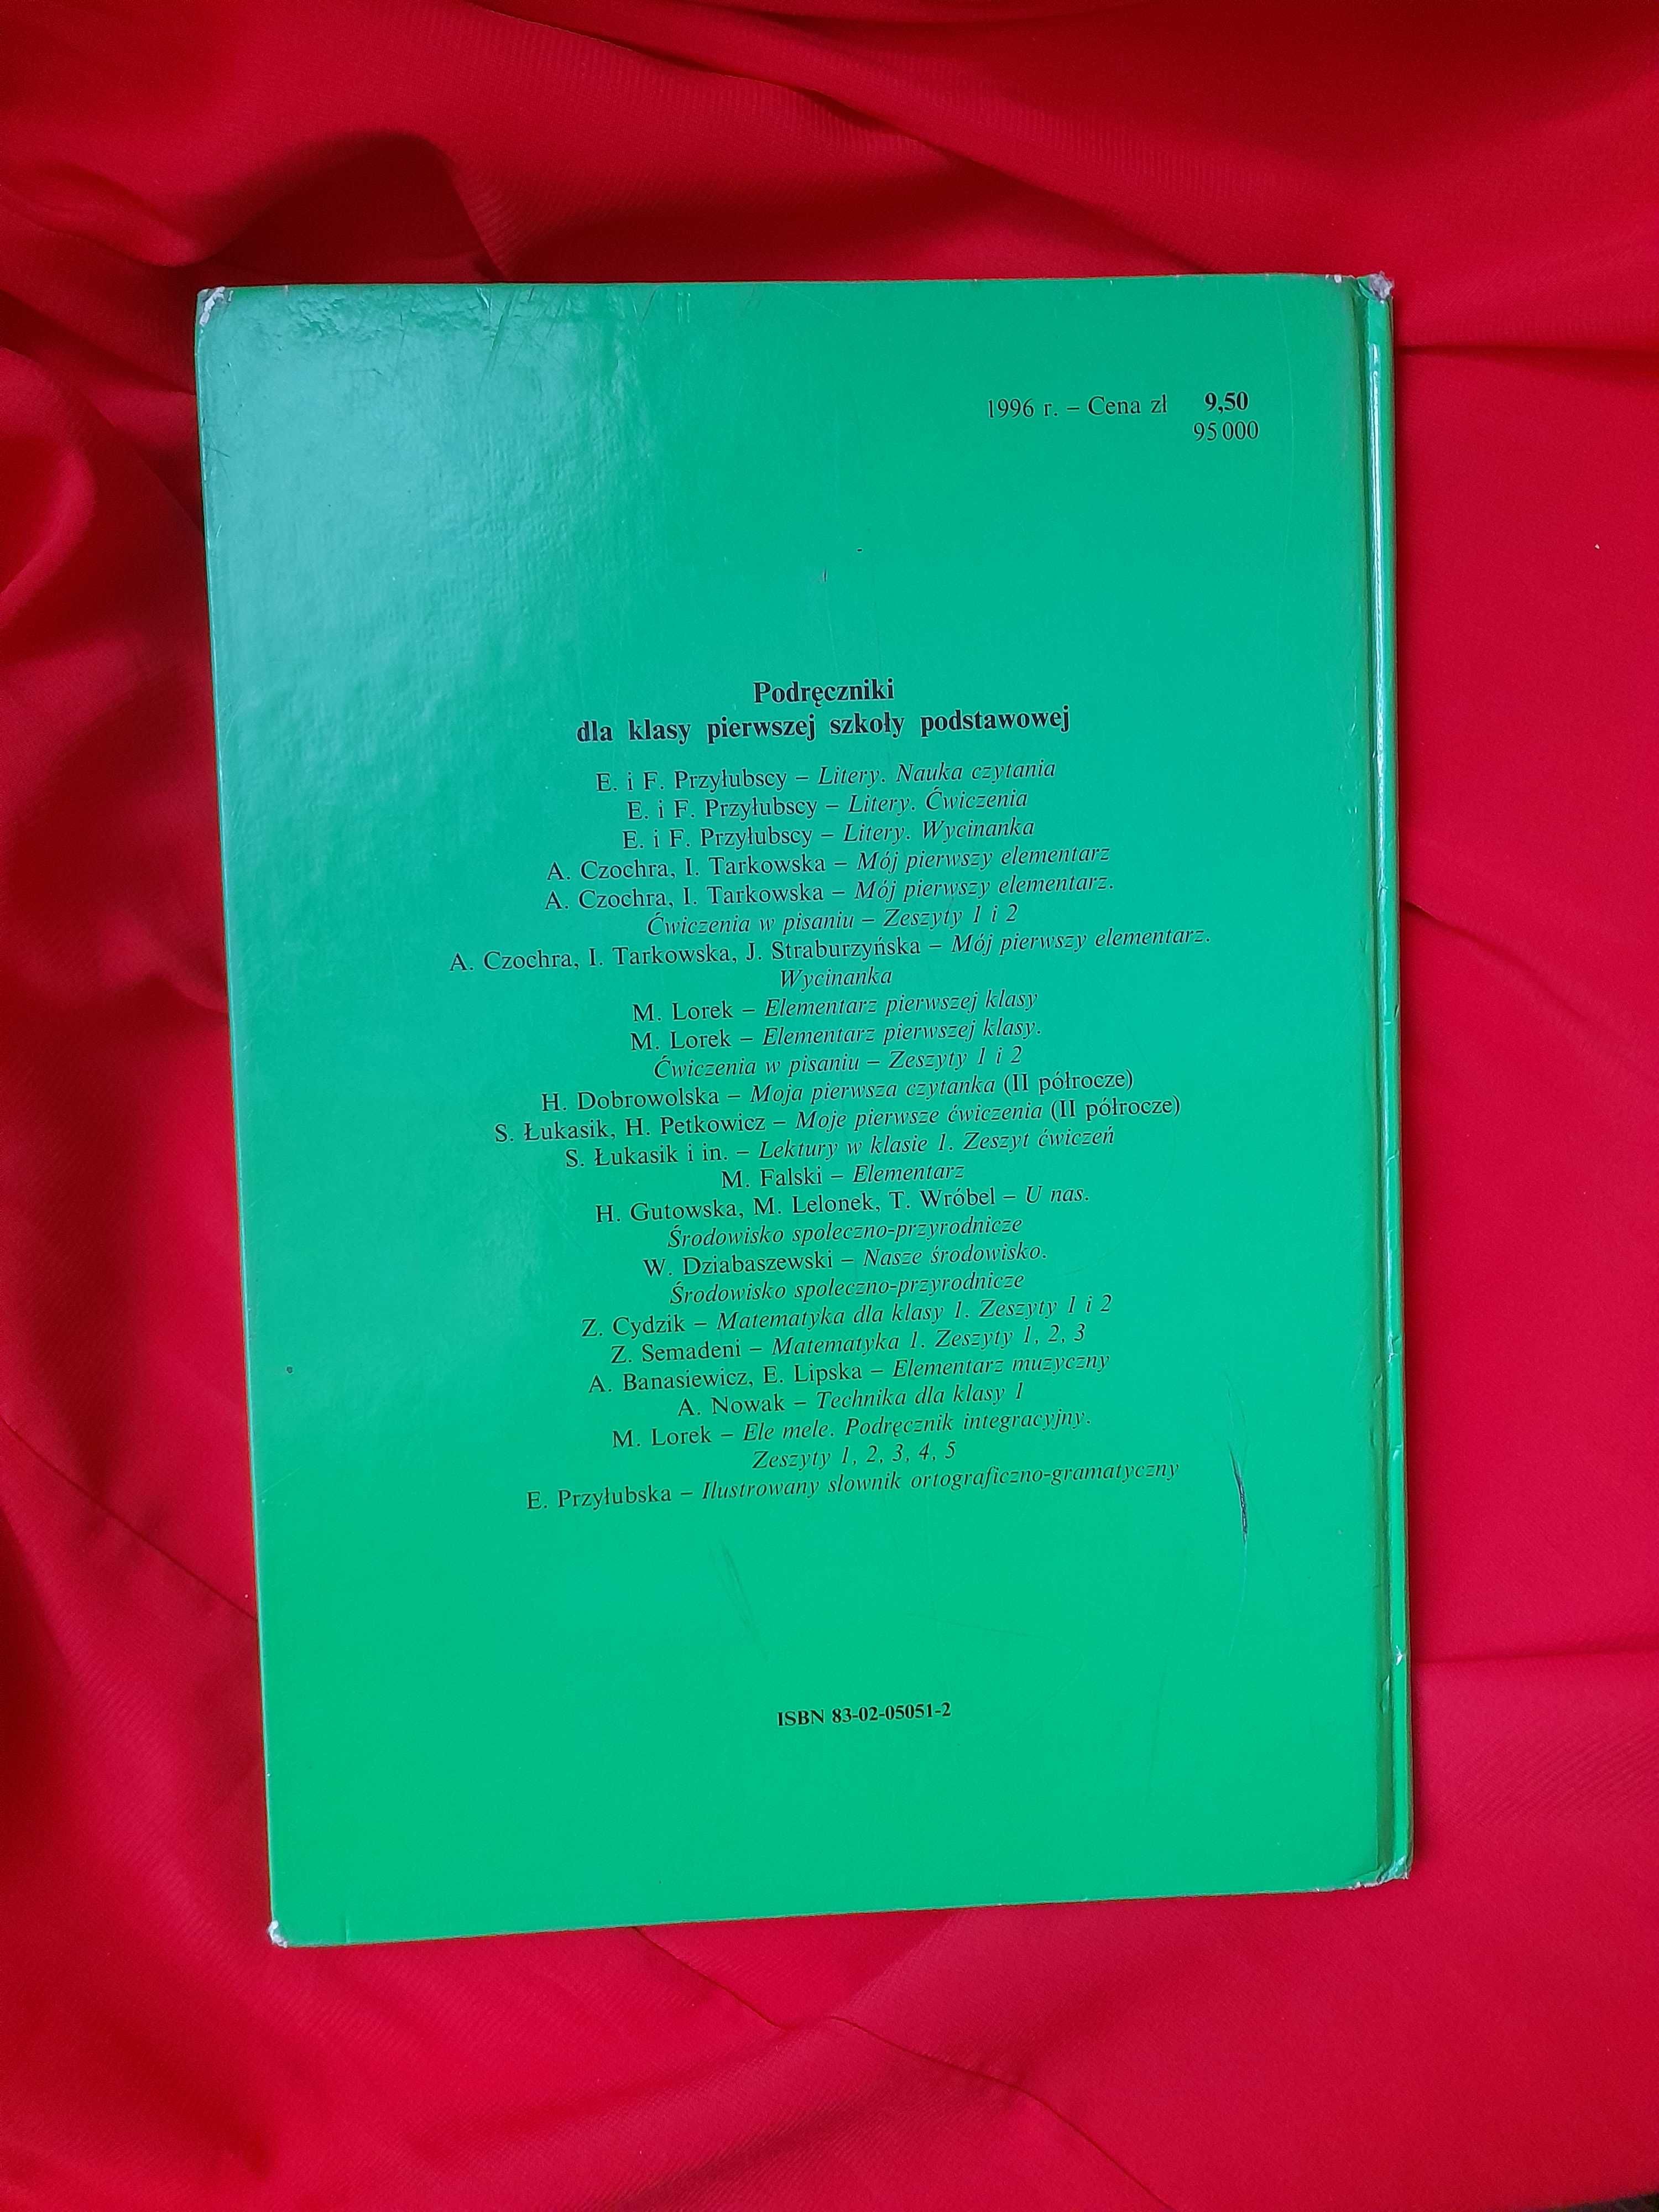 1996 r. – Cena zł 9,50
95 000
Podręczniki
dla klasy pierwszej szkoły podstawowej
E. i F. Przyłubscy – Litery. Nauka czytania
E. i F. Przyłubscy – Litery. Ćwiczenia
E. i F. Przyłubscy – Litery. Wycinanka
A. Czochra, I. Tarkowska – Mój pierwszy elementarz
A. Czochra, I. Tarkowska – Mój pierwszy elementarz.
Ćwiczenia w pisaniu – Zeszyty 1 i 2
A. Czochra, I. Tarkowska, J. Straburzyńska – Mój pierwszy elementarz.
Wycinanka
M. Lorek – Elementarz pierwszej klasy
M. Lorek – Elementarz pierwszej klasy.
Ćwiczenia w pisaniu – Zeszyty 1 i 2
H. Dobrowolska – Moja pierwsza czytanka (II półrocze)
S. Łukasik, H. Petkowicz – Moje pierwsze ćwiczenia (II półrocze)
S. Łukasik i in. – Lektury w klasie 1. Zeszyt ćwiczeń
M. Falski – Elementarz
H. Gutowska, M. Lelonek, T. Wróbel – U nas.
Środowisko społeczno-przyrodnicze
W. Dziabaszewski – Nasze środowisko.
Środowisko społeczno-przyrodnicze
Z. Cydzik – Matematyka dla klasy 1. Zeszyty 1 i 2
Z. Semadeni – Matematyka 1. Zeszyty 1, 2, 3
A. Banasiewicz, E. Lipska – Elementarz muzyczny
A. Nowak – Technika dla klasy 1
M. Lorek – Ele mele. Podręcznik integracyjny.
Zeszyty 1, 2, 3, 4, 5
E. Przyłubska – Ilustrowany słownik ortograficzno-gramatyczny
ISBN 83-02-05051-2